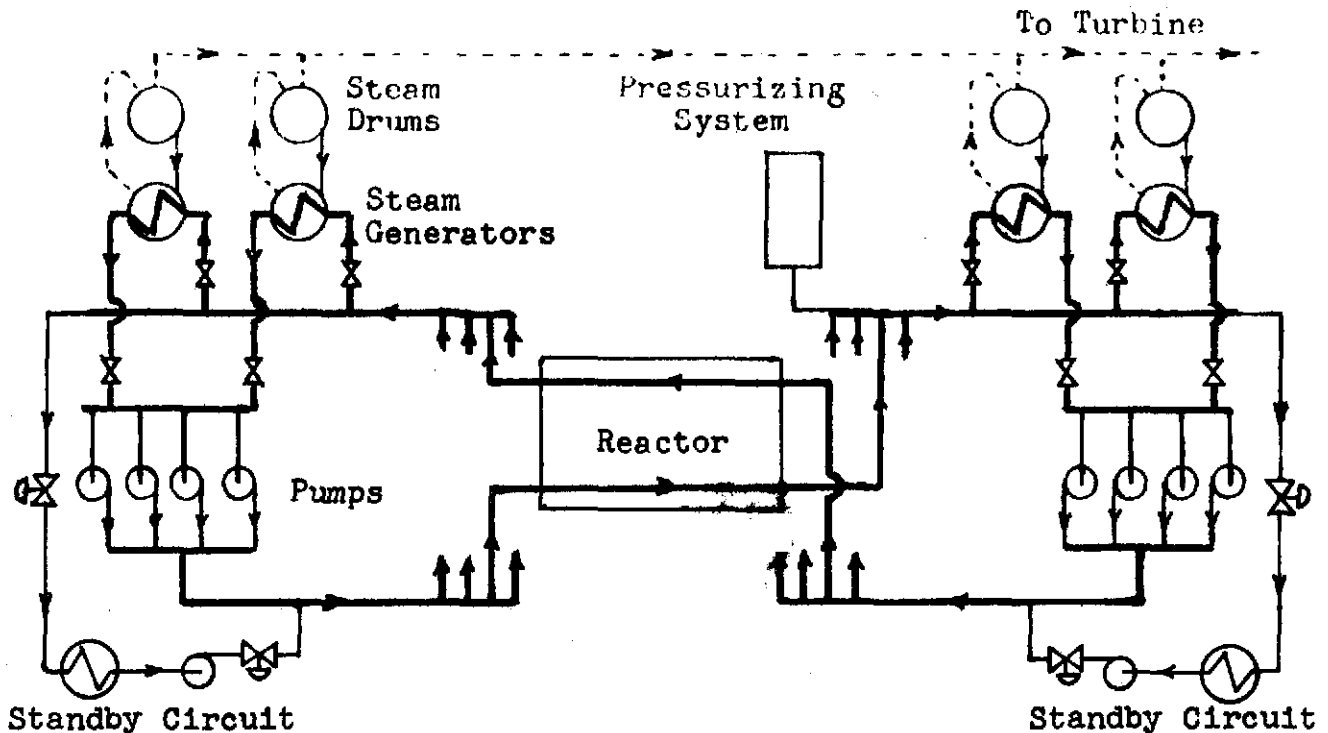 To Turbine
Steam
Drums
Pressurizing
System
Steam
Generators
Reactor
Pumps
Standby Circuit
Standby Circuit